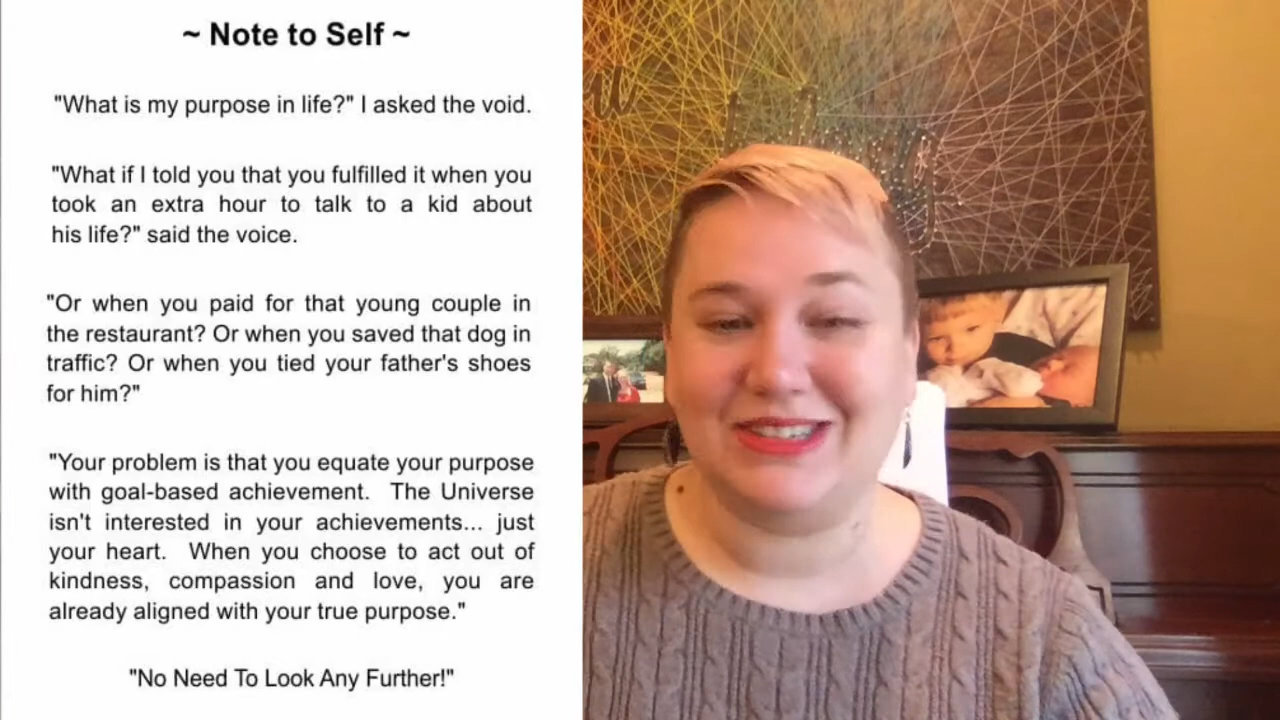 ~ Note to Self ~
"What is my purpose in life?" I asked the void.
"What if I told you that you fulfilled it when you
took an extra hour to talk to a kid about
his life?" said the voice.
"Or when you paid for that young couple in
the restaurant? Or when you saved that dog in
traffic? Or when you tied your father's shoes
for him?"
"Your problem is that you equate your purpose
with goal-based achievement. The Universe
isn't interested in your achievements... just
your heart. When you choose to act out of
kindness, compassion and love, you are
already aligned with your true purpose."
"No Need To Look Any Further!"